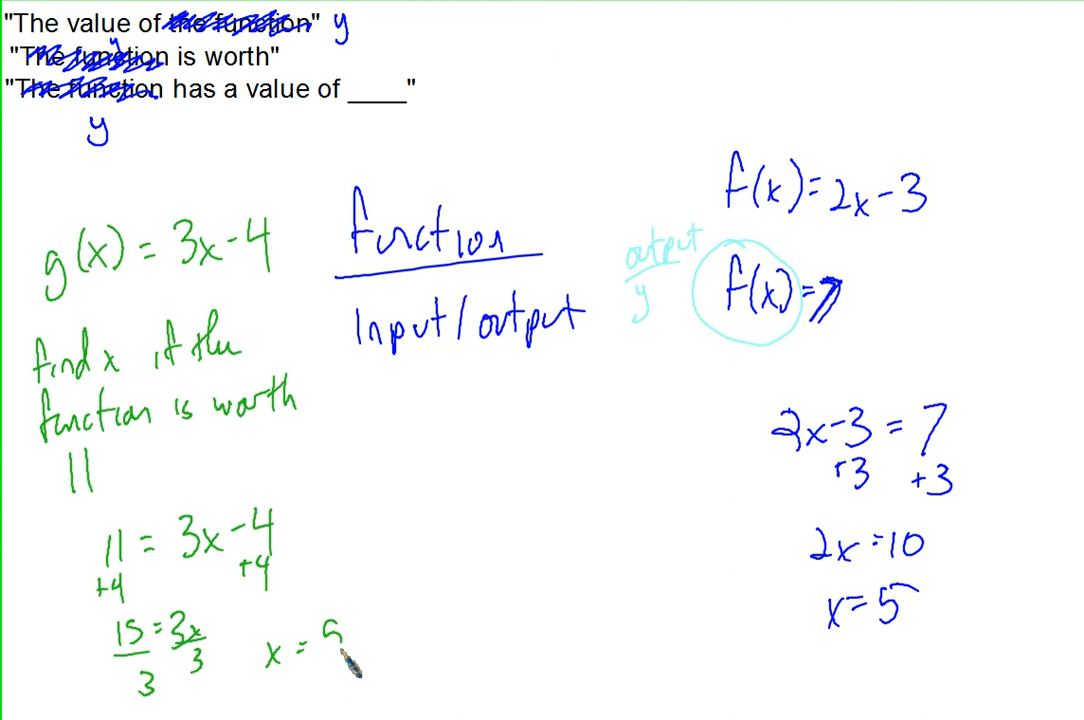 "The value of the function" y
"The function is worth"
y
"The function has a value of ____"
y
g(x) = 3x-4
find x if the
function is worth
11
11 = 3x-4
+4 +4
15 = 3x
3 3
x = 5
function
input/output
f(x) = 2x-3
output
y
f(x) = 7
2x-3 = 7
+3 +3
2x = 10
x = 5